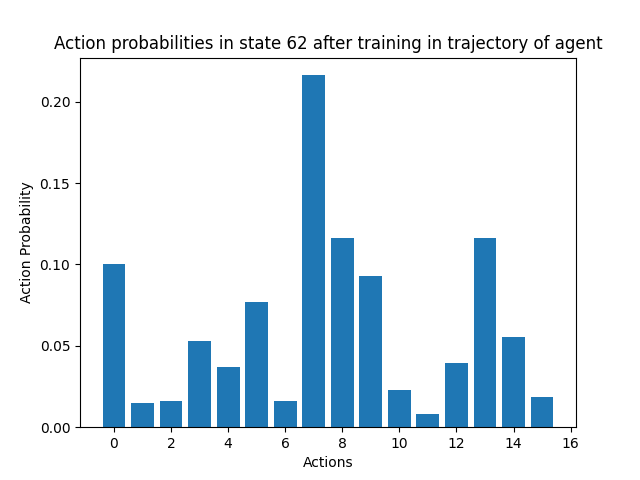 Action probabilities in state 62 after training in trajectory of agent
0.20
0.15
0.10
0.05
0.00
Action Probability
0 2 4 6 8 10 12 14 16
Actions